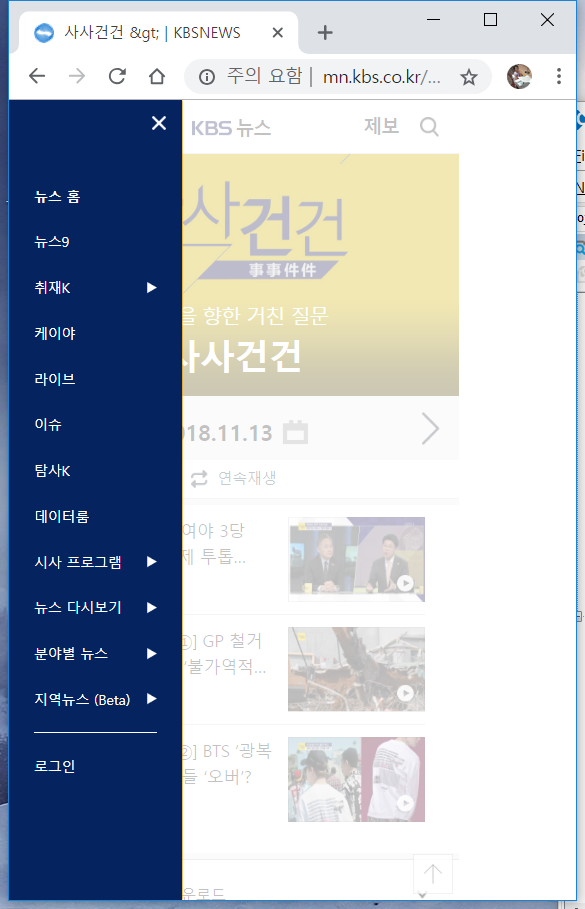 사사건건 &gt; | KBSNEWS
주의 요함 | mn.kbs.co.kr/...
KBS 뉴스
제보
뉴스 홈
뉴스9
취재K
케이야
라이브
이슈
탐사K
데이터룸
시사 프로그램
뉴스 다시보기
분야별 뉴스
지역뉴스 (Beta)
로그인
사건건
事事件件
을 향한 거친 질문
사사건건
018.11.13
연속재생
여야 3당
제 투톱...
①] GP 철거
'불가역적...
②] BTS '광복
들 '오버'?
운로드